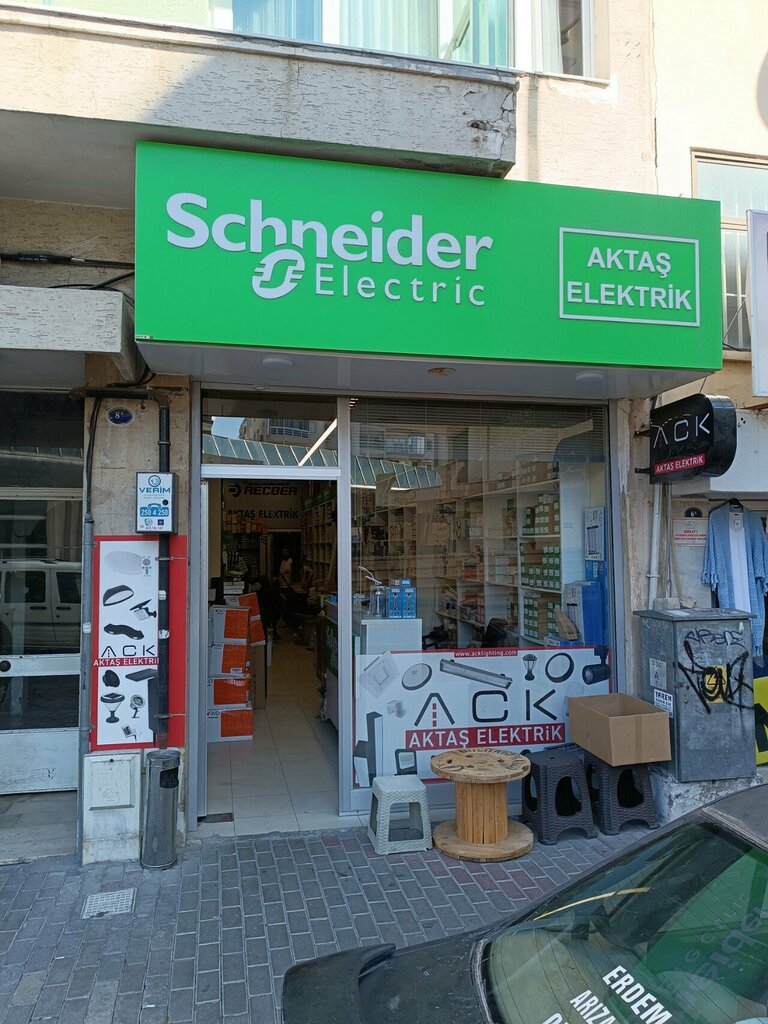 Schneider
Electric
AKTAŞ
ELEKTRİK
ACK
AKTAŞ ELEKTRİK
8
VERİM
250 4 250
RECBER
AKTAŞ ELEKTRİK
ACK
AKTAŞ ELEKTRİK
www.acklighting.com
ACK
AKTAŞ ELEKTRİK
ERDEM
ARIZA